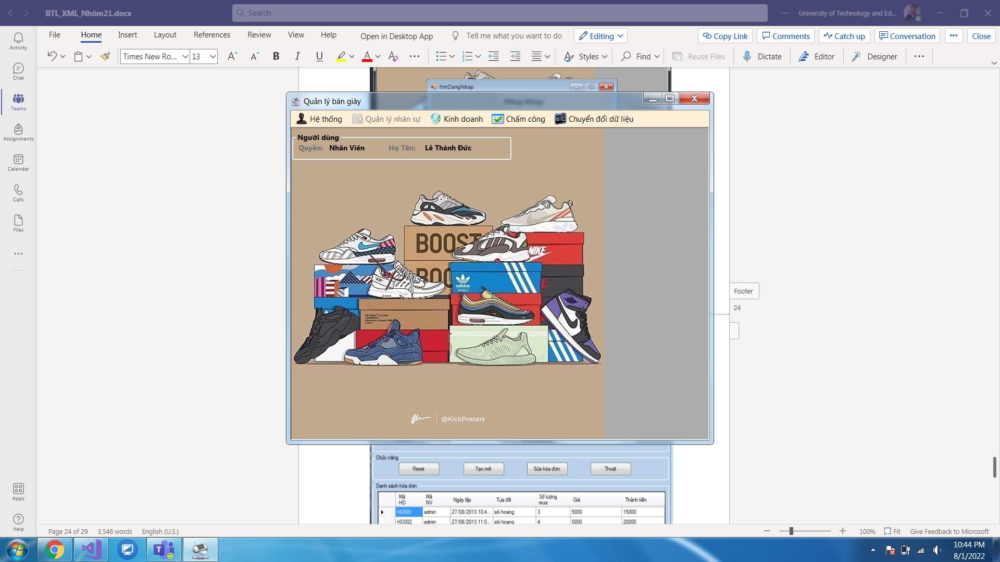 BTL_XML_Nhóm21.docx
Search
University of Technology and Ed...
File Home Insert Layout References Review View Help Open in Desktop App Tell me what you want to do Editing Copy Link Comments Catch up Conversation Close
Times New Ro... 13 B I U A Styles Find Reuse Files Dictate Editor Designer
Activity
Chat
Teams
Assignments
Calendar
Calls
Files
Apps
Help
frmDangNhap
Đăng Nhập
Quản lý bán giày
Hệ thống Quản lý nhân sự Kinh doanh Chấm công Chuyển đổi dữ liệu
Người dùng
Quyền: Nhân Viên Họ Tên: Lê Thành Đức
BOOST
NIKE
BOO
adidas
"AIR"
@KickPosters
Footer
24
Chức năng
Reset Tạo mới Sửa hóa đơn Thoát
Danh sách hóa đơn
Mã HD Mã NV Ngày lập Tựa đề Số lượng mua Giá Thành tiền
HD001 admin 27/08/2013 10:4... sói hoang 3 5000 15000
HD002 admin 27/08/2013 11:0... sói hoang 4 5000 20000
Page 24 of 29 3,546 words English (U.S.) 100% Fit Give Feedback to Microsoft
10:44 PM
8/1/2022